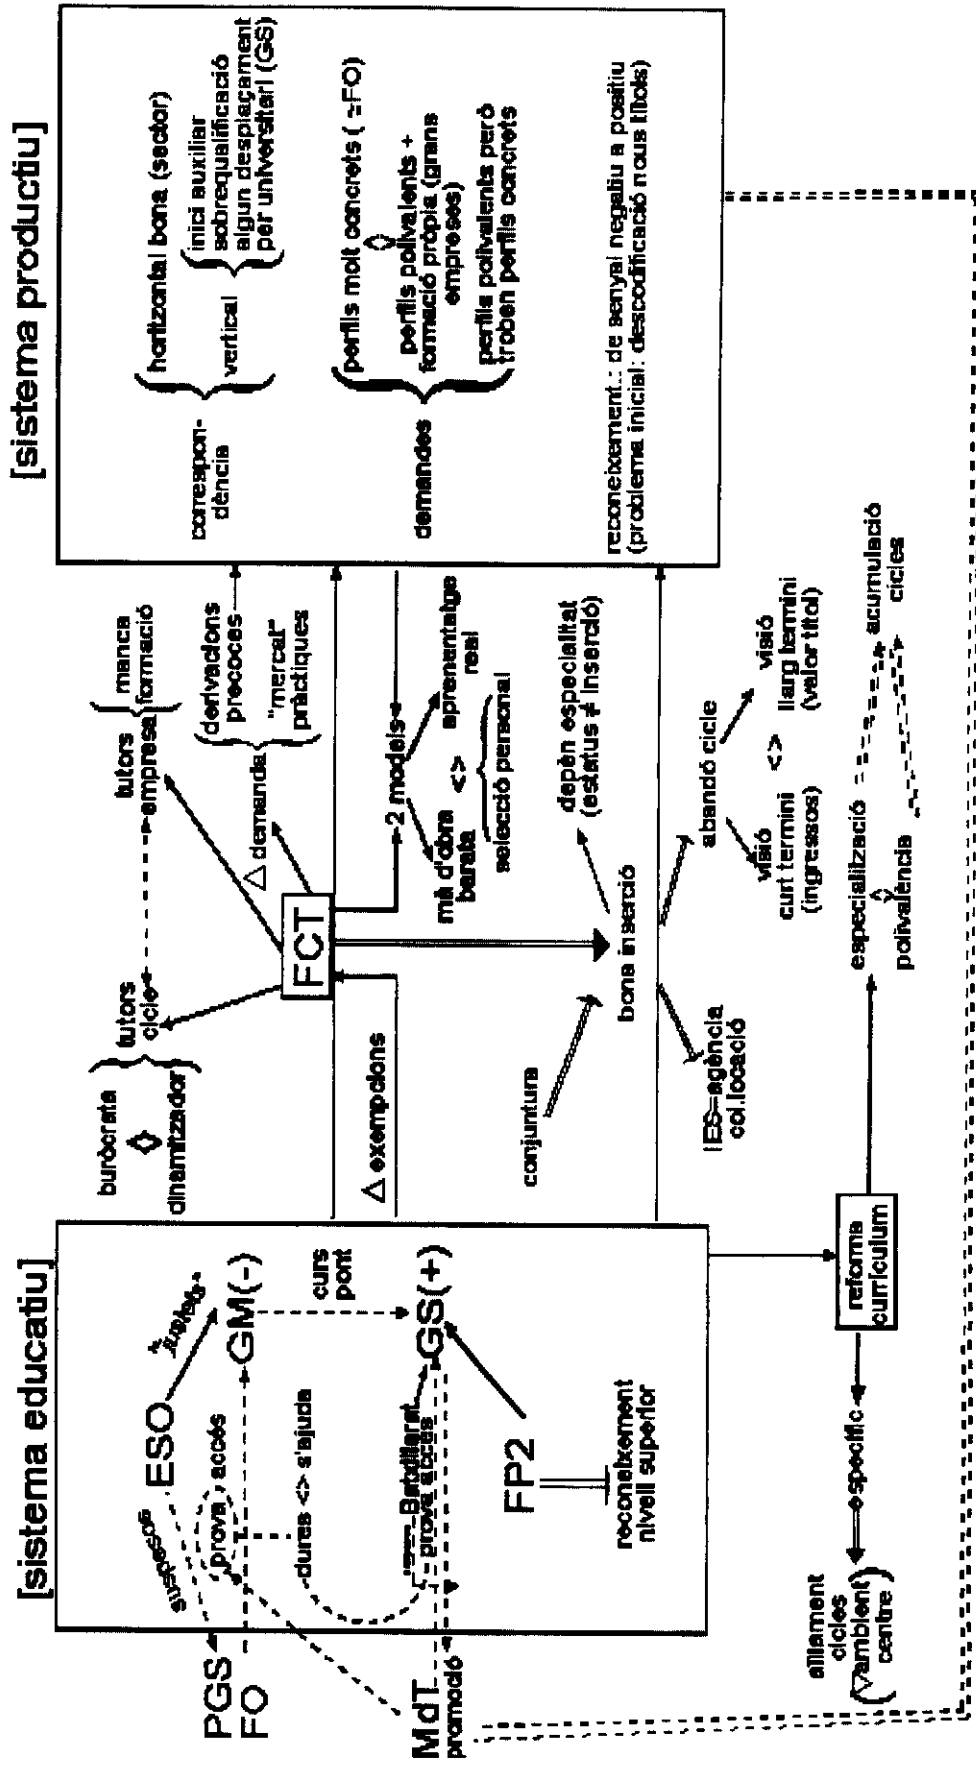 [sistema educatiu]
ESO
suspesos
GM(-)
prova accés
PGS
FO
dures <> s'ajuda
curs
pont
Batxillerat
prova accés
GS(+)
MdT
promoció
FP2
reconeixement
nivell superior
buròcrata
<>
dinamitzador
tutors
cicle
tutors
empresa
manca
formació
△ demanda
derivacions
precoces
"mercat"
pràctiques
FCT
△ exempcions
2 models
mà d'obra
barata
<>
aprenentatge
real
selecció personal
conjuntura
bona inserció
depèn especialitat
(estatus ≠ inserció)
IES=agència
col.locació
abandó cicle
visió
curt termini
(ingressos)
<>
visió
llarg termini
(valor títol)
reforma
currículum
específic
aïllament
cicles
(▽ambient)
centre
especialització
<>
polivalència
acumulació
cicles
[sistema productiu]
correspon-
dència
horitzontal bona (sector)
vertical
inici auxiliar
sobrequalificació
algun desplaçament
per universitari (GS)
demandes
perfils molt concrets ( ≈FO)
<>
perfils polivalents +
formació pròpia (grans
empreses)
perfils polivalents però
troben perfils concrets
reconeixement.: de senyal negatiu a positiu
(problema inicial: descodificació nous títols)